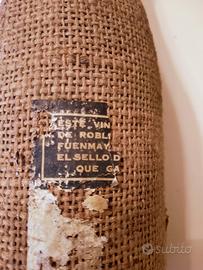 ESTE VIN
DE ROBL
FUENMAY
EL SELLO D
QUE GA
subito